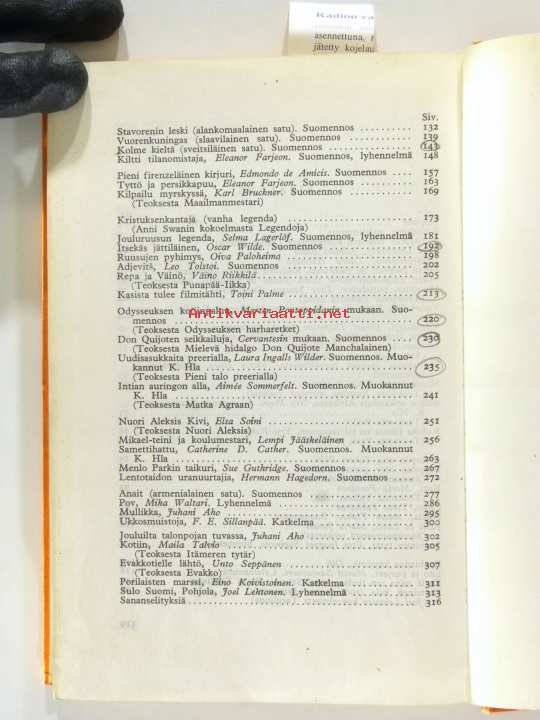 Radion va
asennettuna, r
jätetty kojelau
Siv.
Stavorenin leski (alankomaalainen satu). Suomennos .......... 132
Vuorenkuningas (slaavilainen satu). Suomennos .......... 139
Kolme kieltä (sveitsiläinen satu). Suomennos .......... 143
Kiltti tilanomistaja, Eleanor Farjeon. Suomennos, lyhennelmä 148
Pieni firenzeläinen kirjuri, Edmondo de Amicis. Suomennos .... 157
Tyttö ja persikkapuu, Eleanor Farjeon. Suomennos .......... 163
Kilpailu myrskyssä, Karl Bruckner. Suomennos .......... 169
(Teoksesta Maailmanmestari)
Kristuksenkantaja (vanha legenda) .......... 173
(Anni Swanin kokoelmasta Legendoja)
Jouluruusun legenda, Selma Lagerlöf. Suomennos, lyhennelmä 181
Itsekäs jättiläinen, Oscar Wilde. Suomennos .......... 192
Ruusujen pyhimys, Oiva Paloheimo .......... 198
Adjevitš, Leo Tolstoi. Suomennos .......... 202
Repa ja Väinö, Väinö Riikkilä .......... 205
(Teoksesta Punapää-Iikka)
Kasista tulee filmitähti, Toini Palme .......... 213
Odysseuksen mukaan. Suo-
mennos .......... 220
(Teoksesta Odysseuksen harharetket)
Antikvariaatti.net
Don Quijoten seikkailuja, Cervantesin mukaan. Suomennos .... 230
(Teoksesta Mielevä hidalgo Don Quijote Manchalainen)
Uudisasukkaita preerialla, Laura Ingalls Wilder. Suomennos. Muo-
kannut K. Hla .......... 235
(Teoksesta Pieni talo preerialla)
Intian auringon alla, Aimée Sommerfelt. Suomennos. Muokannut
K. Hla .......... 241
(Teoksesta Matka Agraan)
Nuori Aleksis Kivi, Elsa Soini .......... 251
(Teoksesta Nuori Aleksis)
Mikael-teini ja koulumestari, Lempi Jääskeläinen .......... 256
Samettihattu, Catherine D. Cather. Suomennos. Muokannut
K. Hla .......... 263
Menlo Parkin taikuri, Sue Guthridge. Suomennos .......... 267
Lentotaidon uranuurtajia, Hermann Hagedorn. Suomennos .... 272
Anait (armenialainen satu). Suomennos .......... 277
Pov, Mika Waltari. Lyhennelmä .......... 286
Mullikka, Juhani Aho .......... 295
Ukkosmuistoja, F. E. Sillanpää. Katkelma .......... 300
Jouluilta talonpojan tuvassa, Juhani Aho .......... 302
Kotiin, Maila Talvio .......... 305
(Teoksesta Itämeren tytär)
Evakkotielle lähtö, Unto Seppänen .......... 307
(Teoksesta Evakko)
Porilaisten marssi, Eino Koivistoinen. Katkelma .......... 311
Sulo Suomi, Pohjola, Joel Lehtonen. Lyhennelmä .......... 313
Sananselityksiä .......... 316